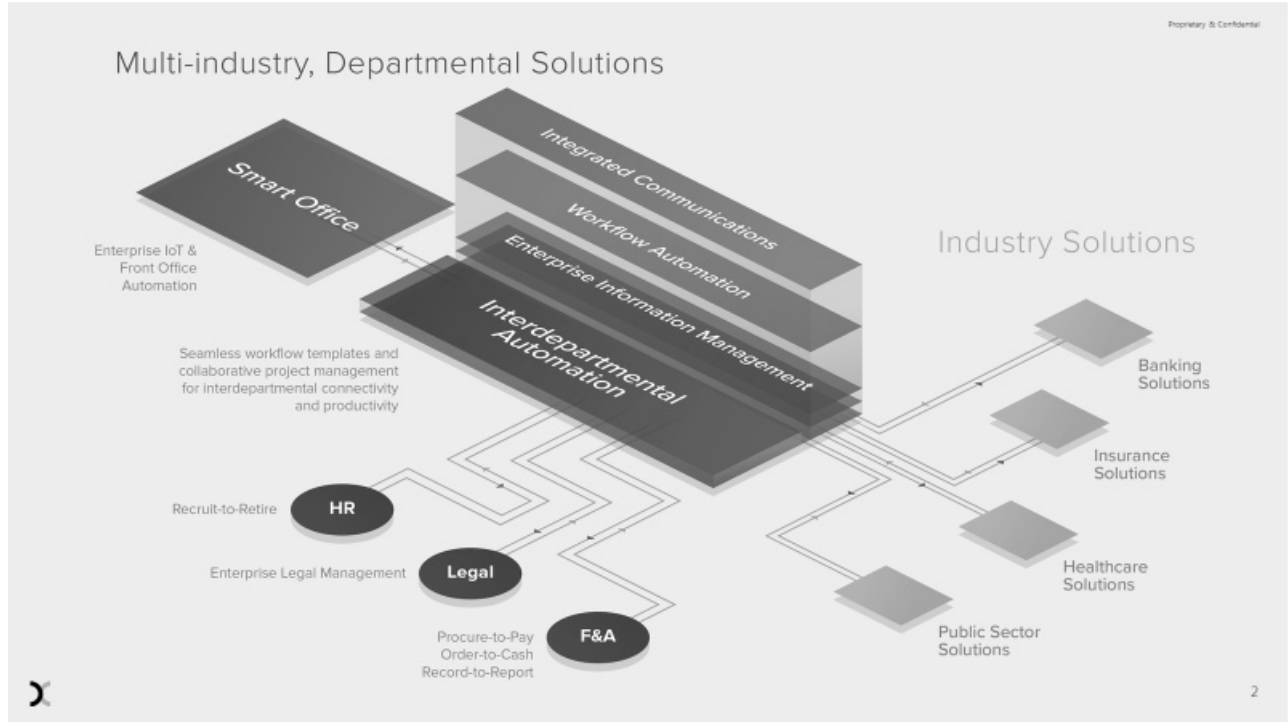 Proprietary & Confidential
Multi-industry, Departmental Solutions
Integrated Communications
Smart Office
Workflow Automation
Enterprise Information Management
Enterprise IoT &
Front Office
Automation
Interdepartmental
Automation
Seamless workflow templates and
collaborative project management
for interdepartmental connectivity
and productivity
Industry Solutions
Banking
Solutions
Insurance
Solutions
Healthcare
Solutions
Public Sector
Solutions
Recruit-to-Retire
HR
Enterprise Legal Management
Legal
Procure-to-Pay
Order-to-Cash
Record-to-Report
F&A
2